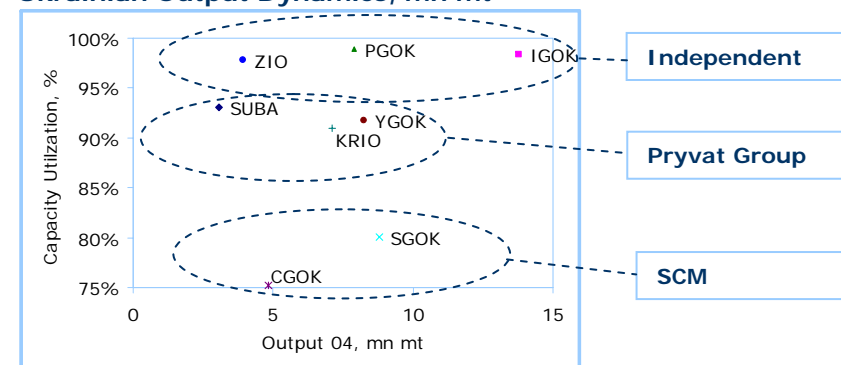 Ukrainian Output Dynamics, mn mt
100%
95%
90%
85%
80%
75%
Capacity Utilzation, %
ZIO
PGOK
IGOK
SUBA
YGOK
KRIO
SGOK
CGOK
0
5
10
15
Output 04, mn mt
Independent
Pryvat Group
SCM